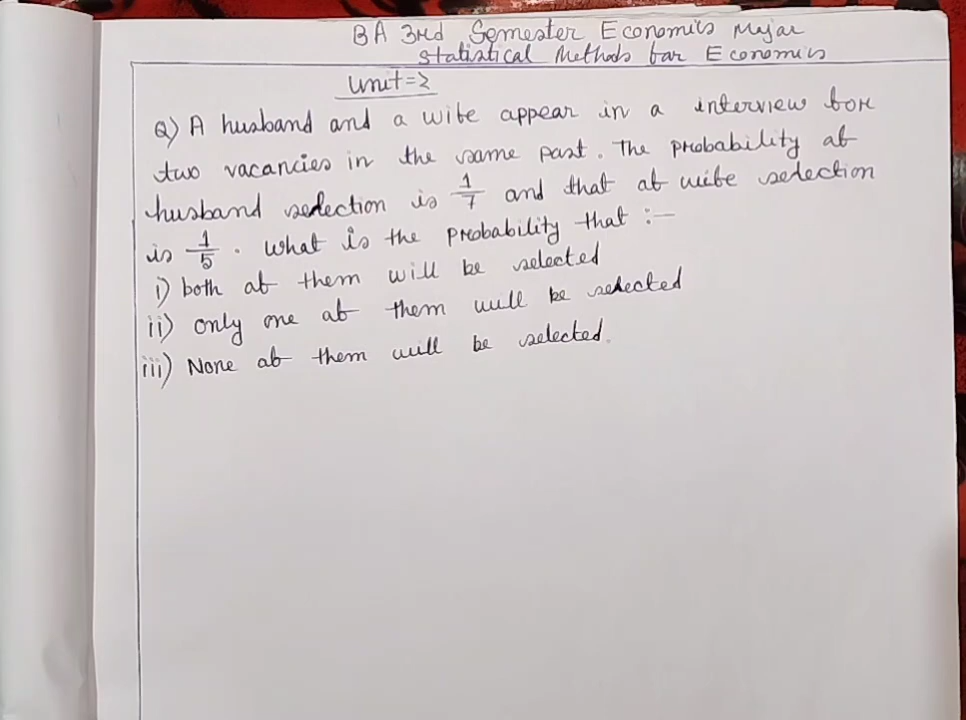 BA 3rd Semester Economics Major
Statistical Methods for Economics
Unit=2
Q) A husband and a wife appear in a interview for
two vacancies in the same post. The probability of
husband selection is 1/7 and that of wife selection
is 1/5. What is the probability that :-
i) both of them will be selected
ii) only one of them will be selected
iii) None of them will be selected.